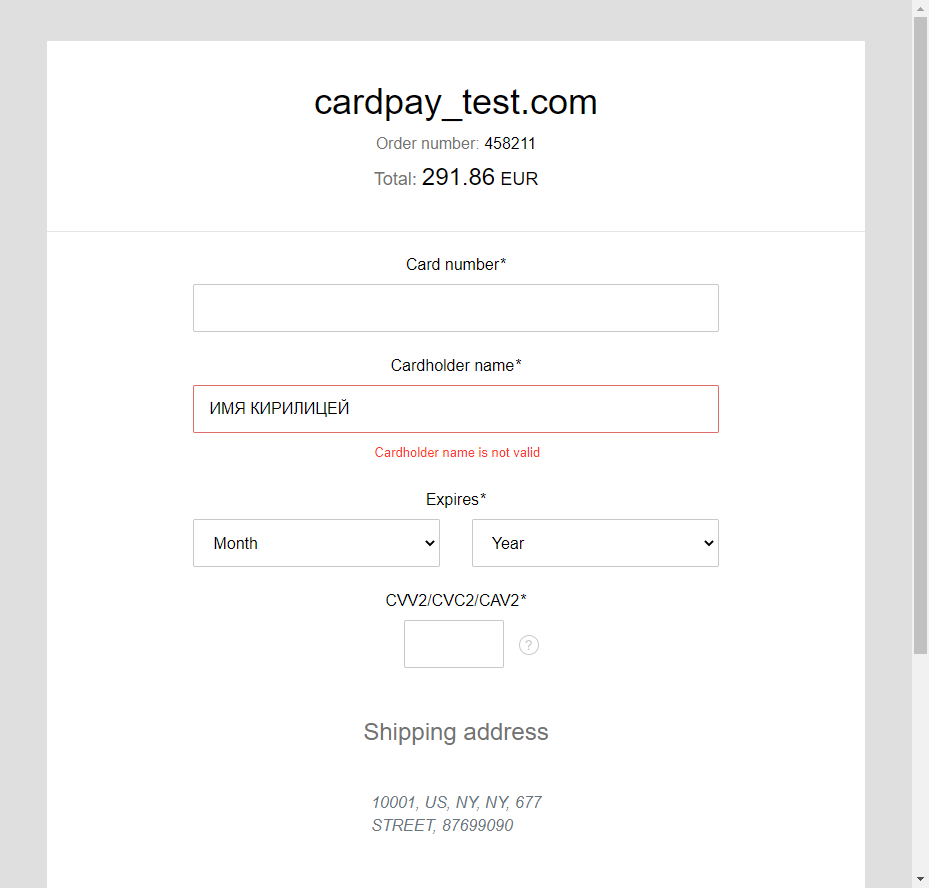 cardpay_test.com
Order number: 458211
Total: 291.86 EUR
Card number*
Cardholder name*
ИМЯ КИРИЛИЦЕЙ
Cardholder name is not valid
Expires*
Month Year
CVV2/CVC2/CAV2*
?
Shipping address
10001, US, NY, NY, 677
STREET, 87699090